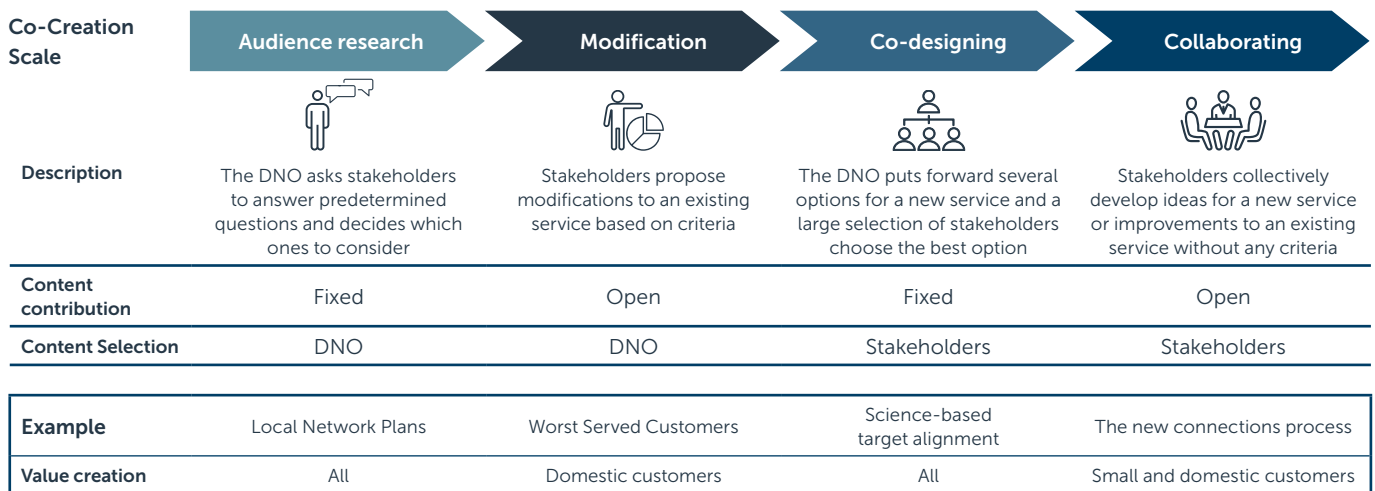 Co-Creation
Scale
Audience research
Modification
Co-designing
Collaborating
Description
The DNO asks stakeholders
to answer predetermined
questions and decides which
ones to consider
Stakeholders propose
modifications to an existing
service based on criteria
The DNO puts forward several
options for a new service and a
large selection of stakeholders
choose the best option
Stakeholders collectively
develop ideas for a new service
or improvements to an existing
service without any criteria
Content
contribution
Fixed
Open
Fixed
Open
Content Selection
DNO
DNO
Stakeholders
Stakeholders
Example
Local Network Plans
Worst Served Customers
Science-based
target alignment
The new connections process
Value creation
All
Domestic customers
All
Small and domestic customers